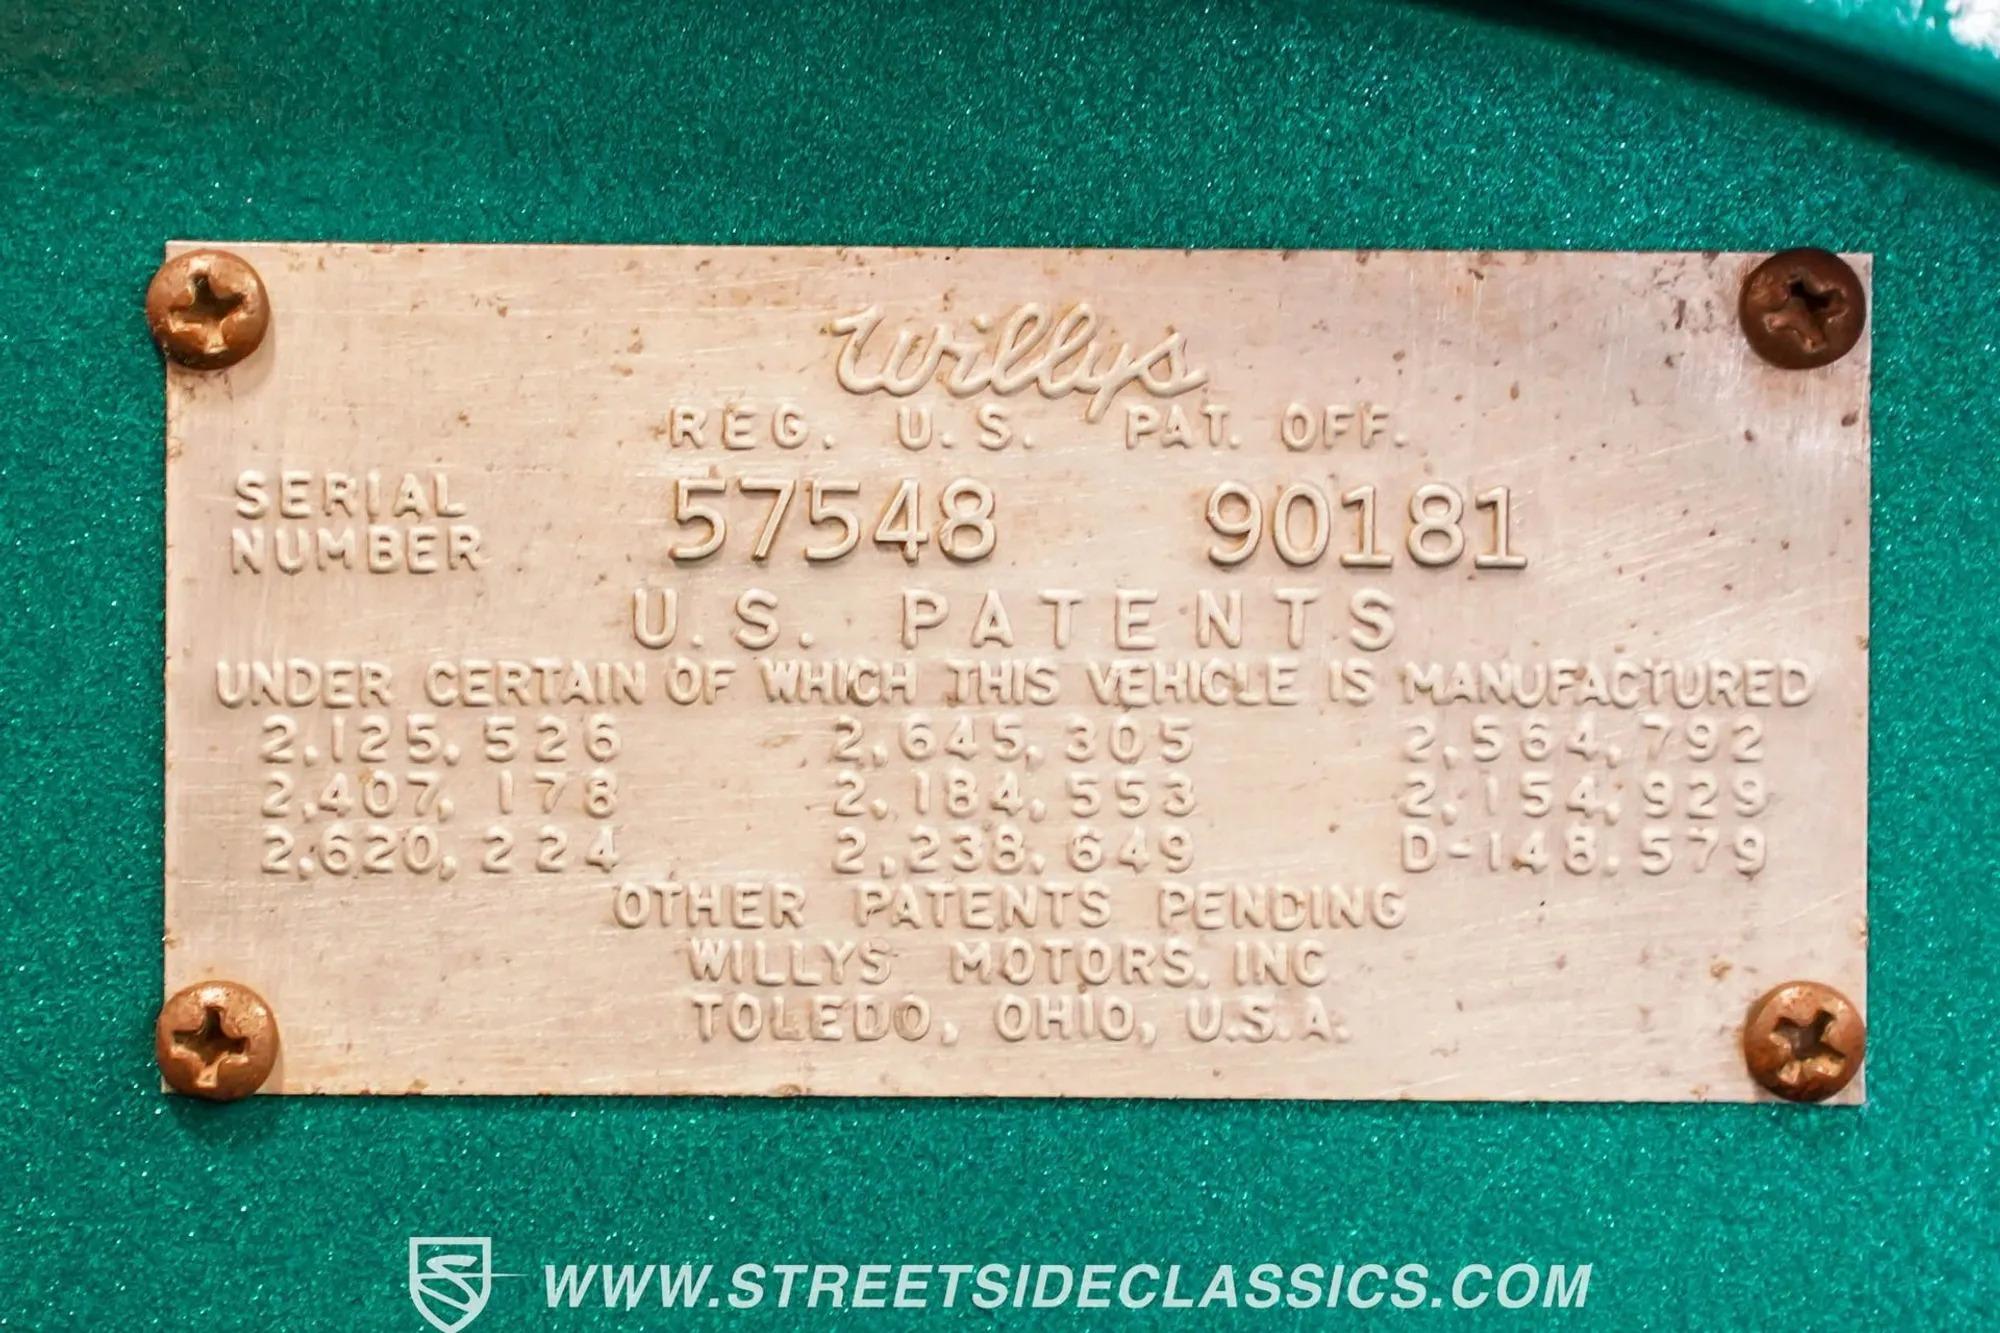 Willys
REG. U.S. PAT. OFF.
SERIAL
NUMBER
57548 90181
U.S. PATENTS
UNDER CERTAIN OF WHICH THIS VEHICLE IS MANUFACTURED
2,125,526 2,645,305 2,564,792
2,407,178 2,184,553 2,154,929
2,620,224 2,238,649 D-148.579
OTHER PATENTS PENDING
WILLYS MOTORS. INC
TOLEDO, OHIO, U.S.A.
WWW.STREETSIDECLASSICS.COM